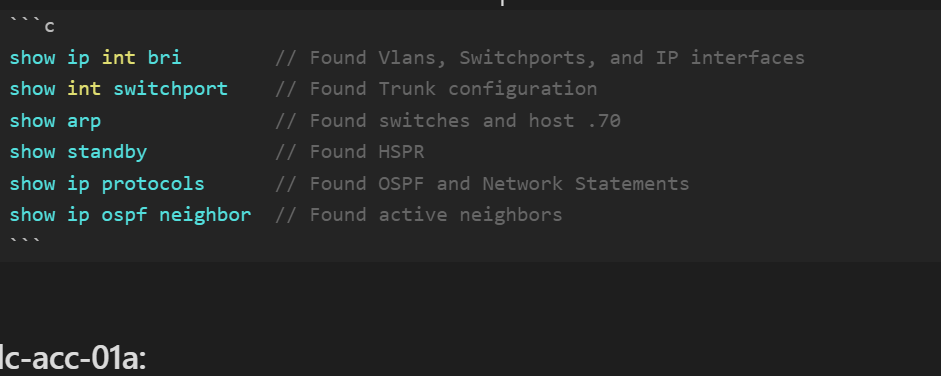 ```c
show ip int bri // Found Vlans, Switchports, and IP interfaces
show int switchport // Found Trunk configuration
show arp // Found switches and host .70
show standby // Found HSPR
show ip protocols // Found OSPF and Network Statements
show ip ospf neighbor // Found active neighbors
```
lc-acc-01a: